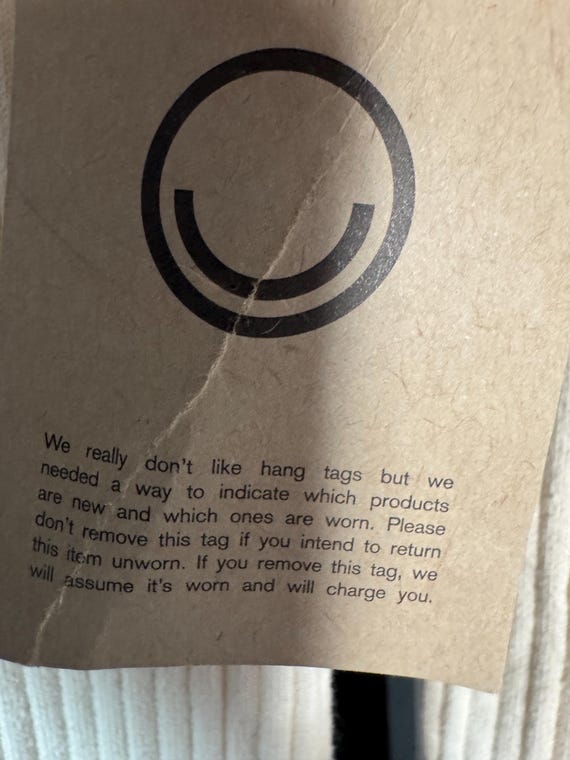 We really don't like hang tags but we
needed a way to indicate which products
are new and which ones are worn. Please
don't remove this tag if you intend to return
this item unworn. If you remove this tag, we
will assume it's worn and will charge you.